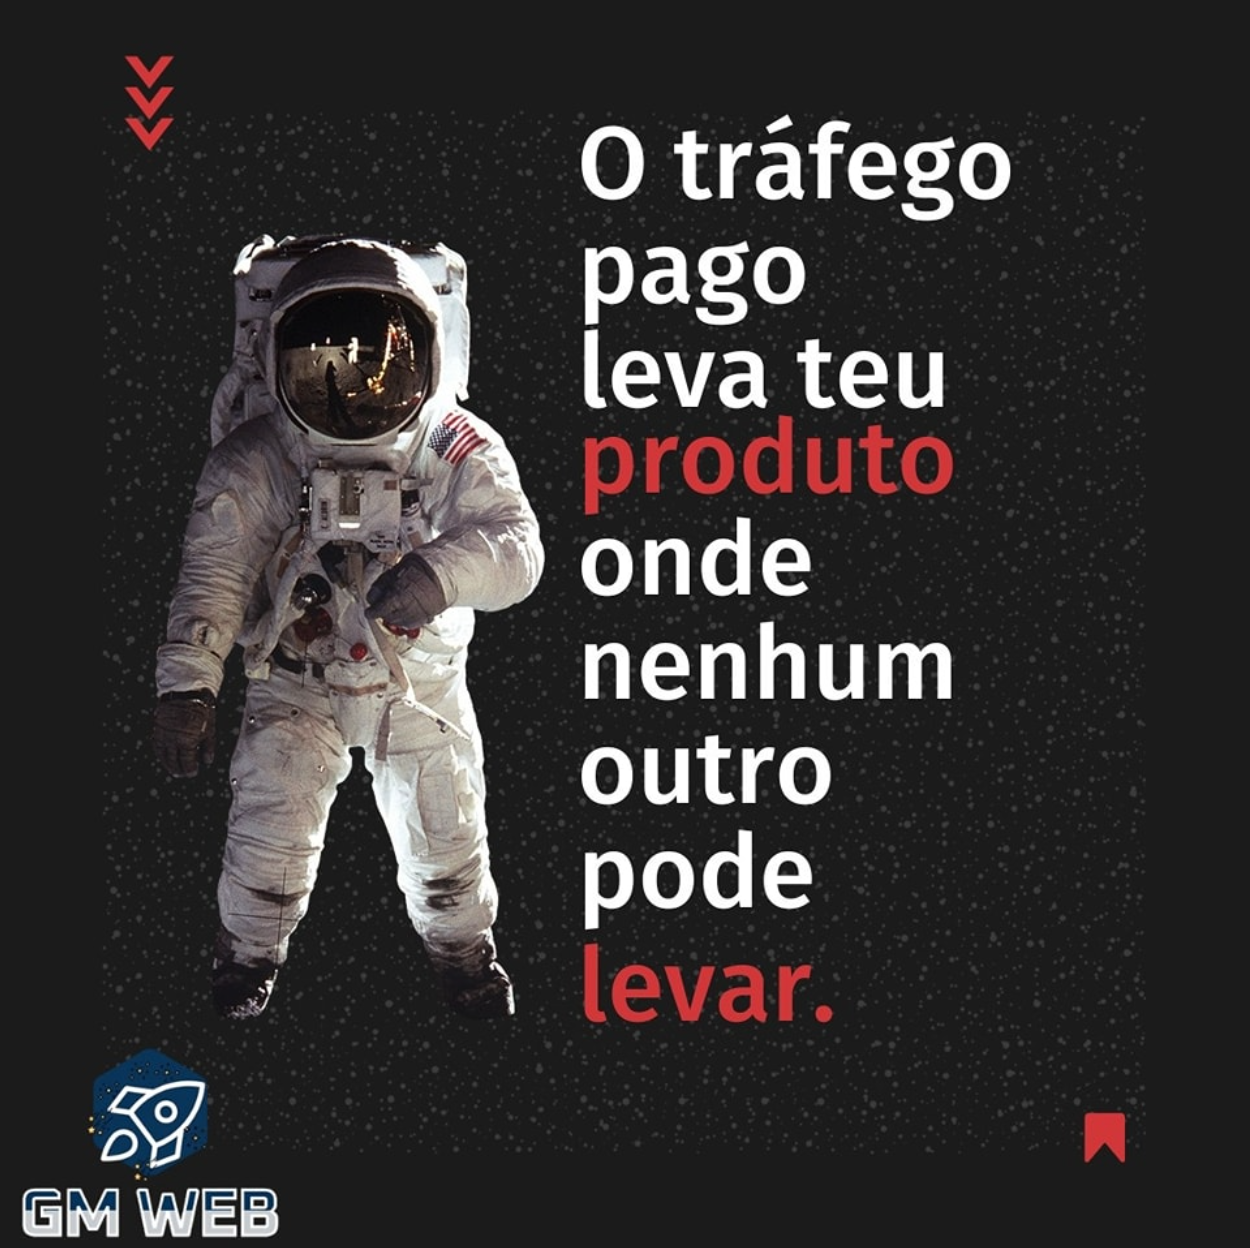 O tráfego
pago
leva teu
produto
onde
nenhum
outro
pode
levar.
GM WEB